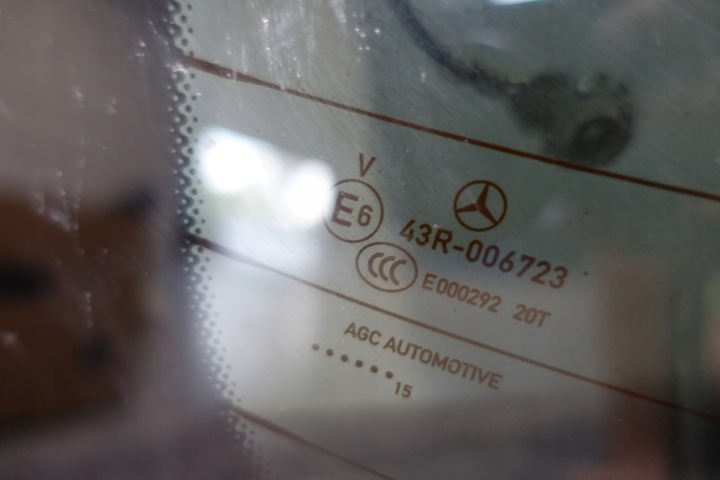 V
E6
43R-006723
CCC
E000292 20T
AGC AUTOMOTIVE
15